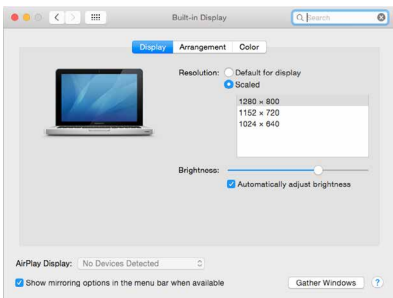 Built-in Display
Search
Display Arrangement Color
Resolution: Default for display
Scaled
1280 × 800
1152 × 720
1024 × 640
Brightness:
Automatically adjust brightness
AirPlay Display: No Devices Detected
Show mirroring options in the menu bar when available
Gather Windows ?